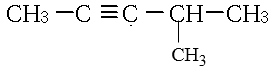 CH₃ — C ≡ C — CH — CH₃
CH₃